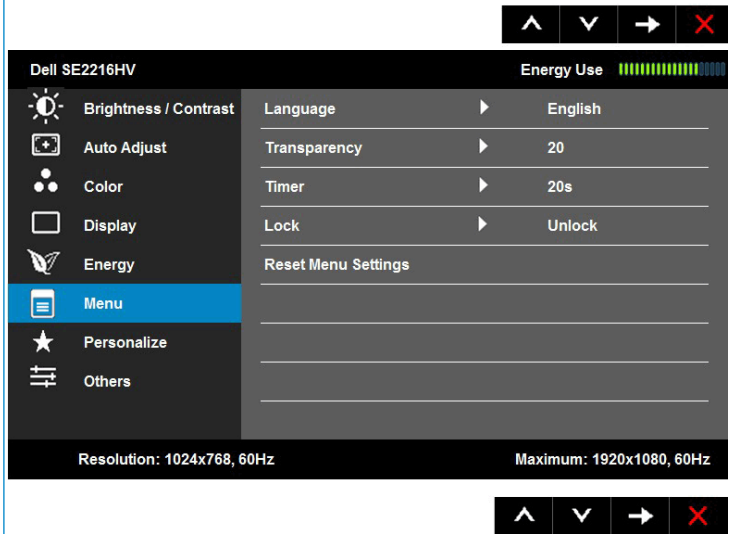 Dell SE2216HV Energy Use
Brightness / Contrast Language English
Auto Adjust Transparency 20
Color Timer 20s
Display Lock Unlock
Energy Reset Menu Settings
Menu
Personalize
Others
Resolution: 1024x768, 60Hz Maximum: 1920x1080, 60Hz